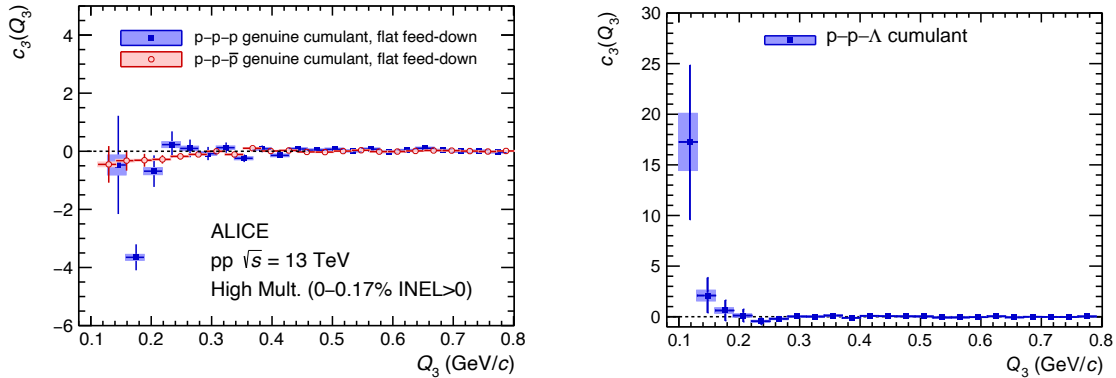 c₃(Q₃)
4
2
0
−2
−4
−6
p−p−p genuine cumulant, flat feed-down
p−p−p̅ genuine cumulant, flat feed-down
ALICE
pp √s = 13 TeV
High Mult. (0−0.17% INEL>0)
0.1 0.2 0.3 0.4 0.5 0.6 0.7 0.8
Q₃ (GeV/c)
c₃(Q₃)
30
25
20
15
10
5
0
p−p−Λ cumulant
0.1 0.2 0.3 0.4 0.5 0.6 0.7 0.8
Q₃ (GeV/c)